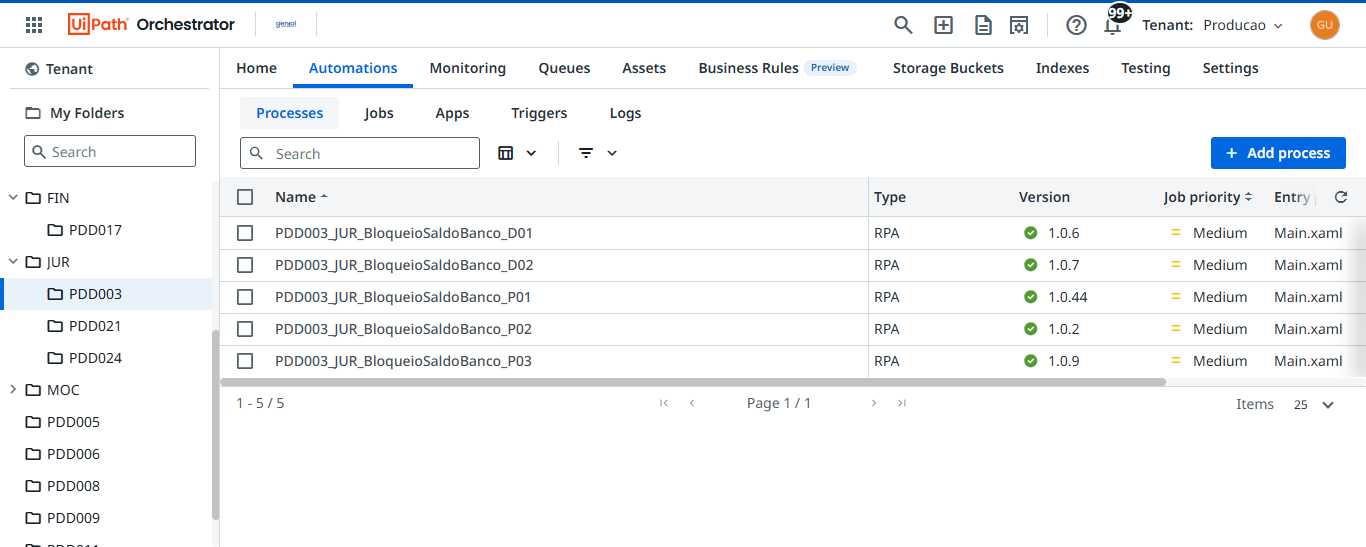 UiPath Orchestrator
99+
Tenant: Producao
GU
Tenant
Home Automations Monitoring Queues Assets Business Rules Preview Storage Buckets Indexes Testing Settings
My Folders
Processes Jobs Apps Triggers Logs
Search
Search
+ Add process
FIN
PDD017
JUR
PDD003
PDD021
PDD024
MOC
PDD005
PDD006
PDD008
PDD009
Name Type Version Job priority Entry
PDD003_JUR_BloqueioSaldoBanco_D01 RPA 1.0.6 Medium Main.xaml
PDD003_JUR_BloqueioSaldoBanco_D02 RPA 1.0.7 Medium Main.xaml
PDD003_JUR_BloqueioSaldoBanco_P01 RPA 1.0.44 Medium Main.xaml
PDD003_JUR_BloqueioSaldoBanco_P02 RPA 1.0.2 Medium Main.xaml
PDD003_JUR_BloqueioSaldoBanco_P03 RPA 1.0.9 Medium Main.xaml
1 - 5 / 5 Page 1 / 1 Items 25